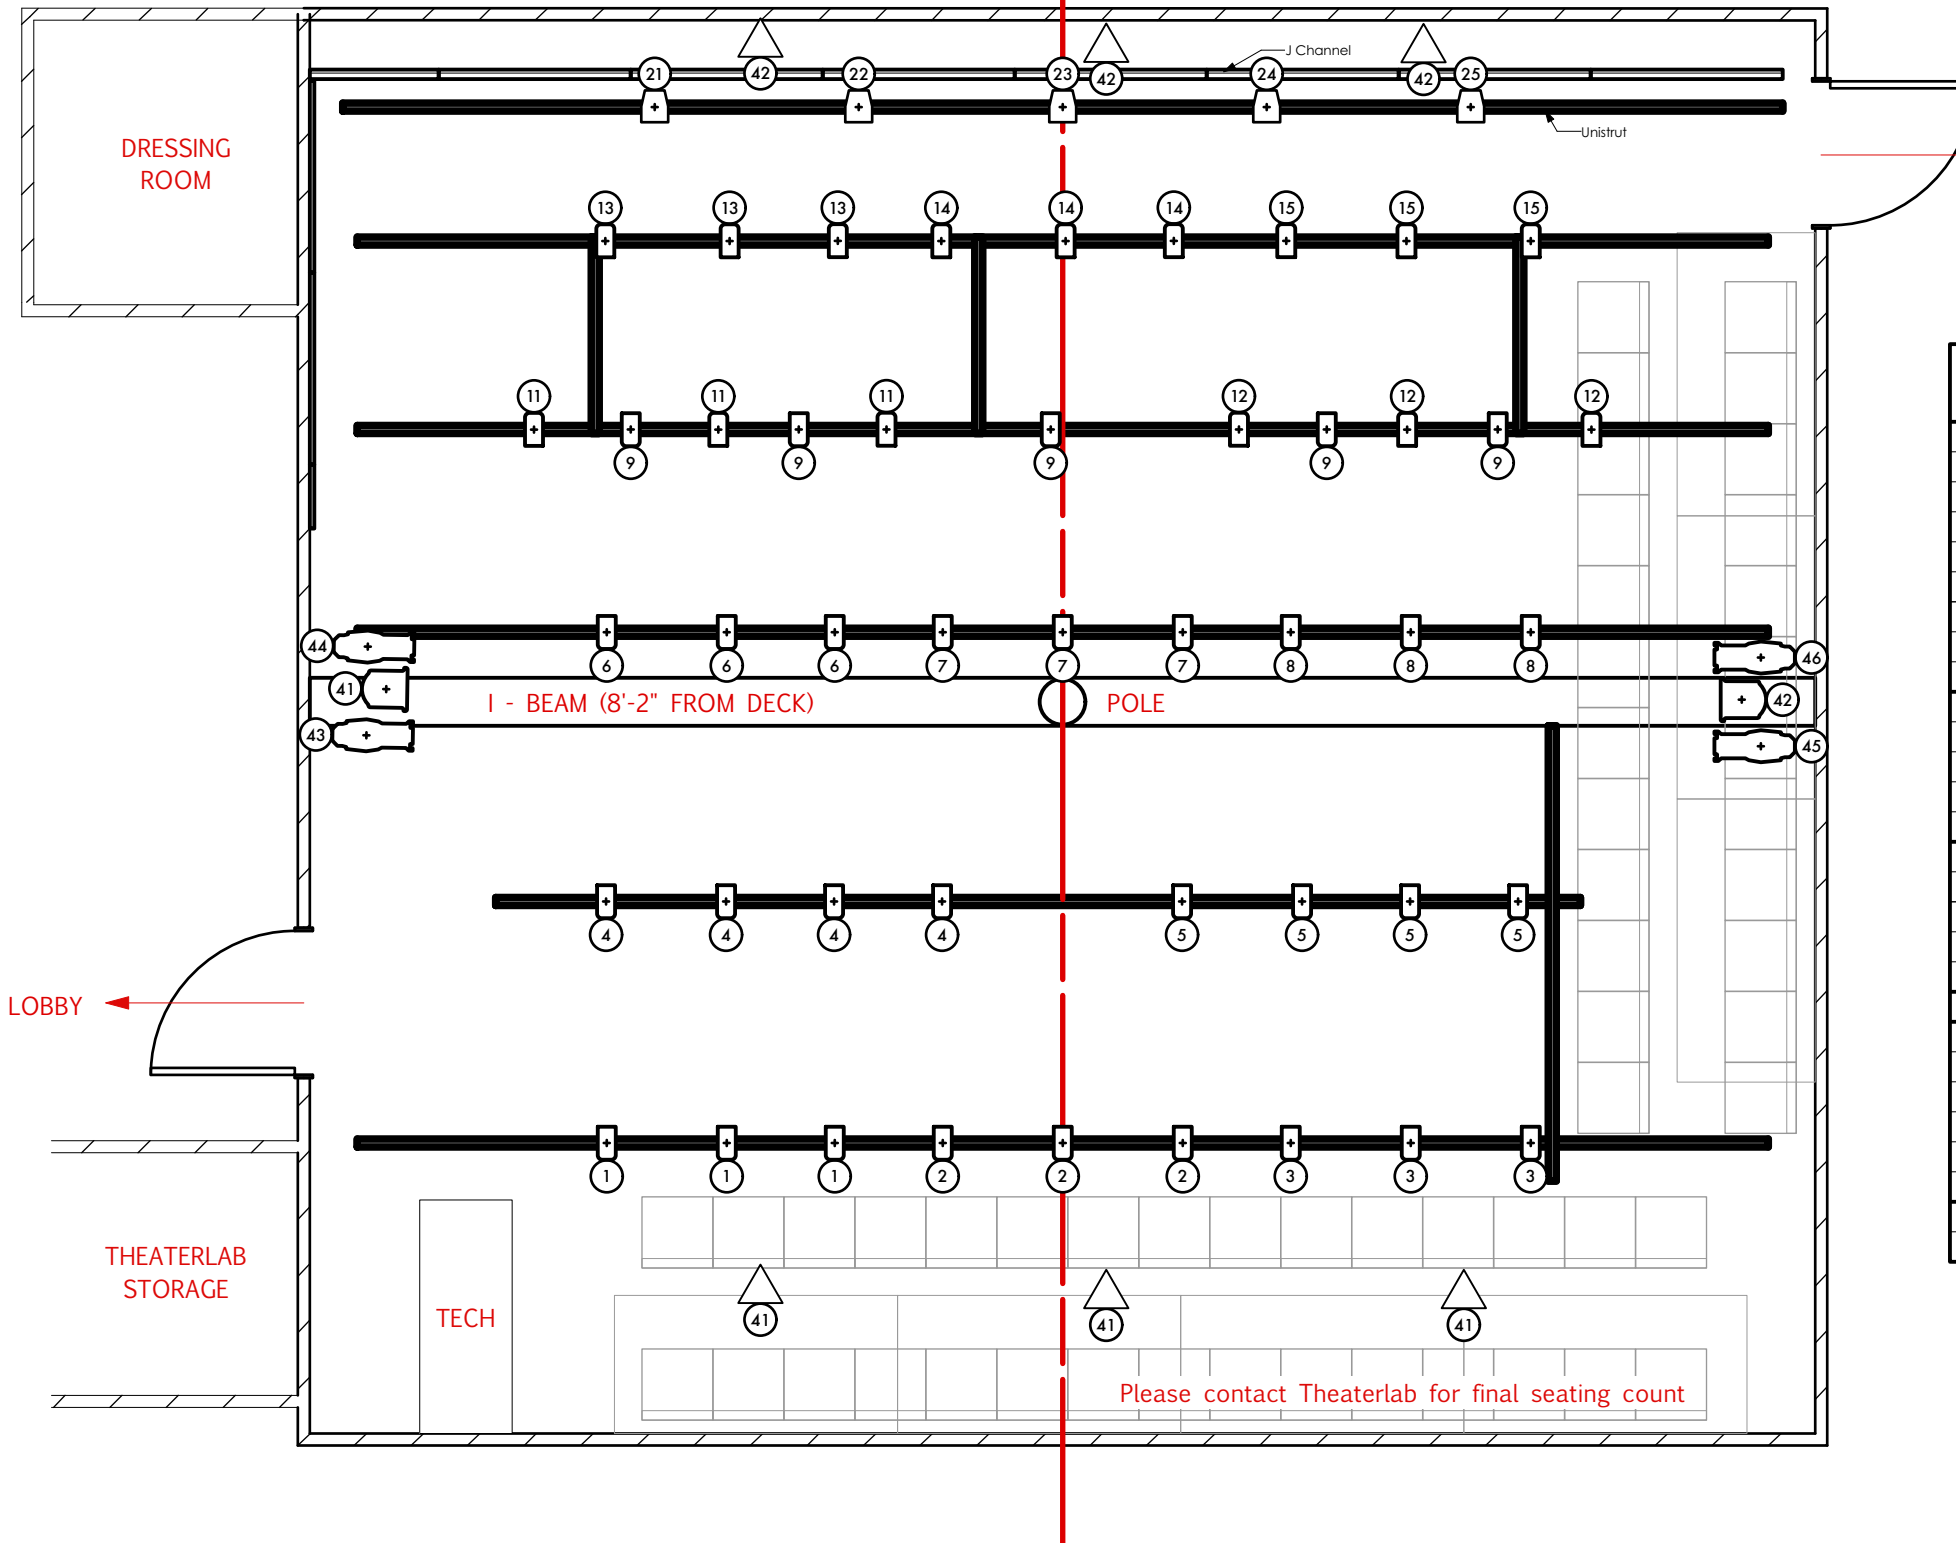 J Channel
21 42 22 23 42 24 42 25
Unistrut
DRESSING
ROOM
13 13 13 14 14 14 15 15 15
11 11 11 12 12 12
9 9 9 9 9
44 6 6 6 7 7 7 8 8 8 46
41 I - BEAM (8'-2" FROM DECK) POLE 42
43 45
4 4 4 4 5 5 5 5
LOBBY
1 1 1 2 2 2 3 3 3
THEATERLAB
STORAGE
TECH
41 41 41
Please contact Theaterlab for final seating count